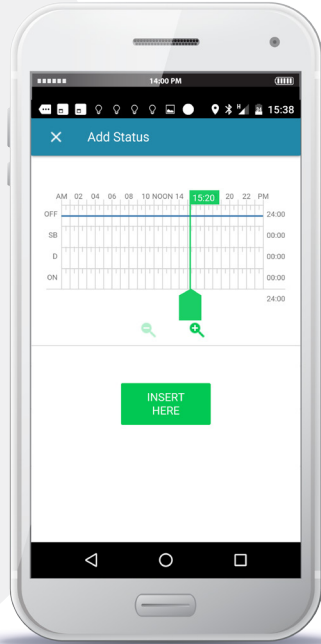 14:00 PM
H 15:38
Add Status
AM 02 04 06 08 10 NOON 14 15:20 20 22 PM
OFF 24:00
SB 00:00
D 00:00
ON 00:00
24:00
INSERT
HERE